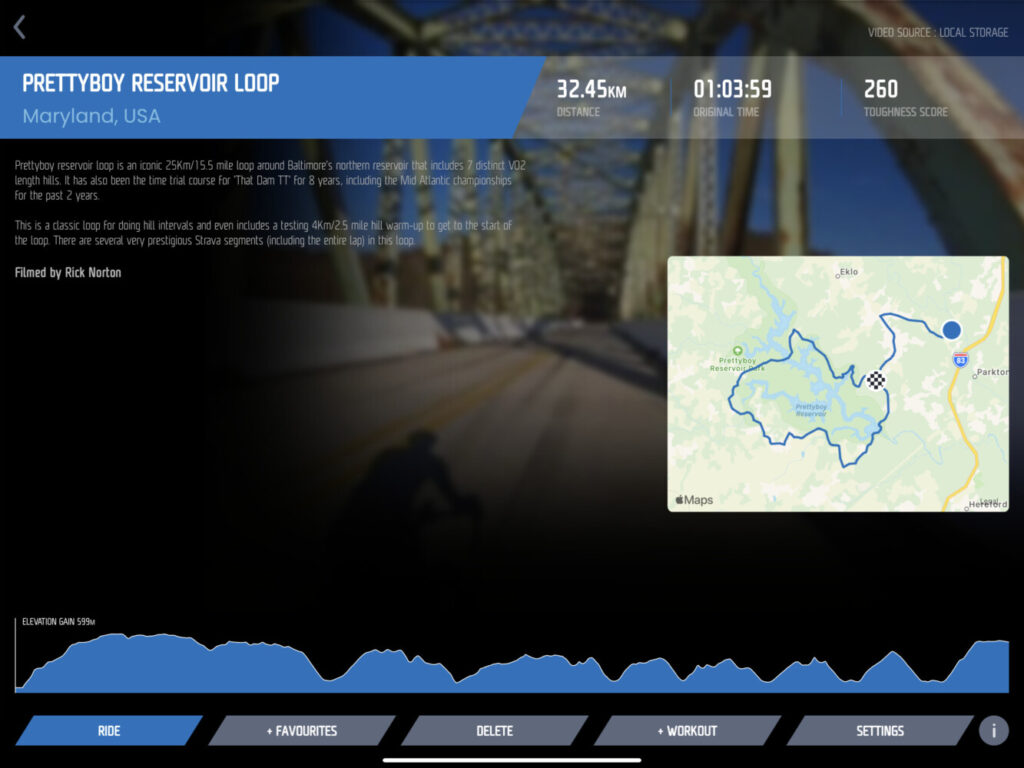 VIDEO SOURCE : LOCAL STORAGE
PRETTYBOY RESERVOIR LOOP
Maryland, USA
32.45KM
DISTANCE
01:03:59
ORIGINAL TIME
260
TOUGHNESS SCORE
Prettyboy reservoir loop is an iconic 25Km/15.5 mile loop around Baltimore's northern reservoir that includes 7 distinct VO2
length hills. It has also been the time trial course for 'That Dam TT' for 8 years, including the Mid Atlantic championships
for the past 2 years.
This is a classic loop for doing hill intervals and even includes a testing 4Km/2.5 mile hill warm-up to get to the start of
the loop. There are several very prestigious Strava segments (including the entire lap) in this loop.
Filmed by Rick Norton
Eklo
83
Parkton
Prettyboy
Reservoir Park
Prettyboy
Reservoir
Maps
Legal
Hereford
ELEVATION GAIN 599M
RIDE
+ FAVOURITES
DELETE
+ WORKOUT
SETTINGS
i